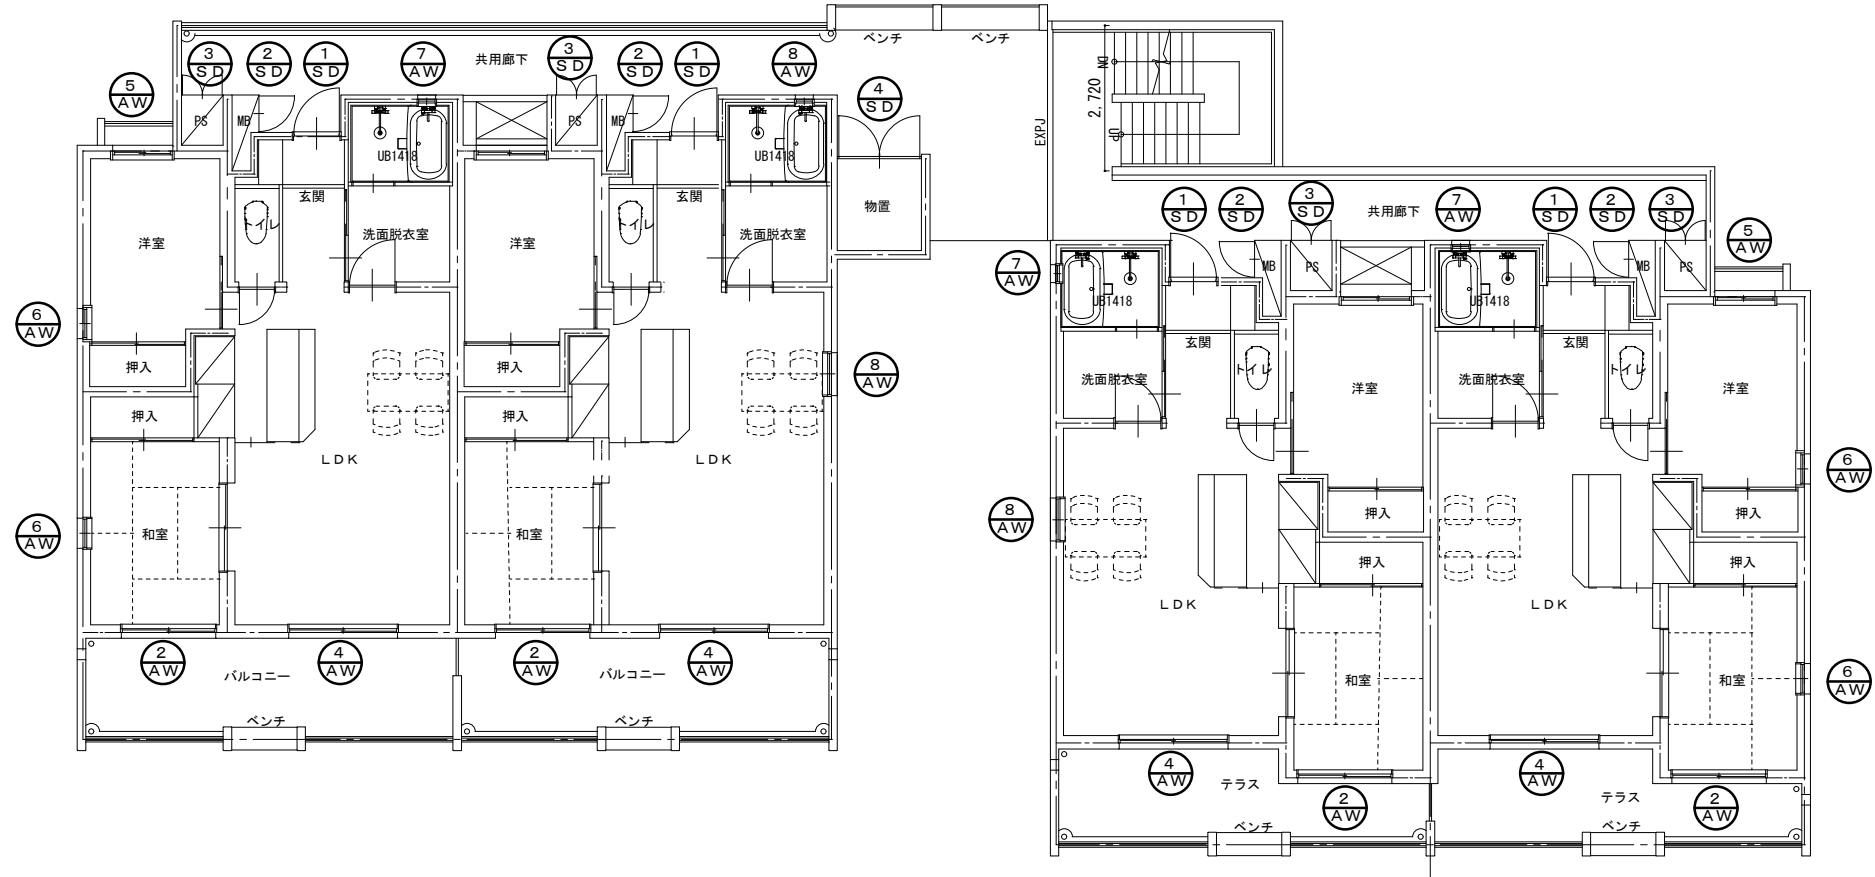 ベンチ
ベンチ
共用廊下
3
SD
2
SD
1
SD
7
AW
3
SD
2
SD
1
SD
8
AW
5
AW
4
SD
DN
2,720
UP
EXPJ
PS
MB
PS
MB
UB1418
UB1418
玄関
玄関
トイレ
トイレ
洗面脱衣室
洗面脱衣室
物置
洋室
洋室
共用廊下
1
SD
2
SD
3
SD
7
AW
1
SD
2
SD
3
SD
5
AW
7
AW
MB
PS
MB
PS
UB1418
UB1418
6
AW
押入
押入
8
AW
玄関
玄関
トイレ
トイレ
洗面脱衣室
洗面脱衣室
洋室
洋室
押入
押入
LDK
LDK
6
AW
6
AW
和室
和室
8
AW
押入
押入
押入
押入
LDK
LDK
2
AW
4
AW
2
AW
4
AW
バルコニー
バルコニー
和室
和室
6
AW
ベンチ
ベンチ
4
AW
4
AW
テラス
テラス
2
AW
2
AW
ベンチ
ベンチ